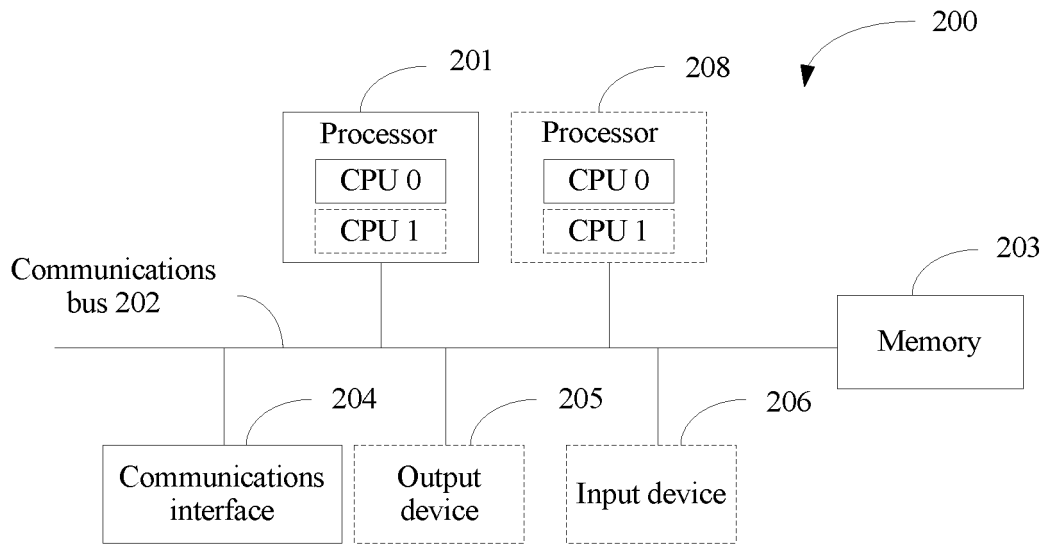 200
201
208
Processor
CPU 0
CPU 1
Processor
CPU 0
CPU 1
203
Communications
bus 202
Memory
204
205
206
Communications
interface
Output
device
Input device